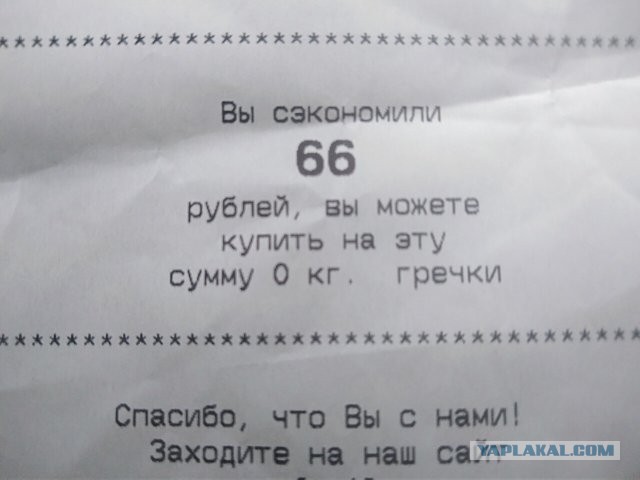 ************************************
Вы сэкономили
66
рублей, вы можете
купить на эту
сумму 0 кг.  гречки
************************************
Спасибо, что Вы с нами!
Заходите на наш сайт
YAPLAKAL.COM